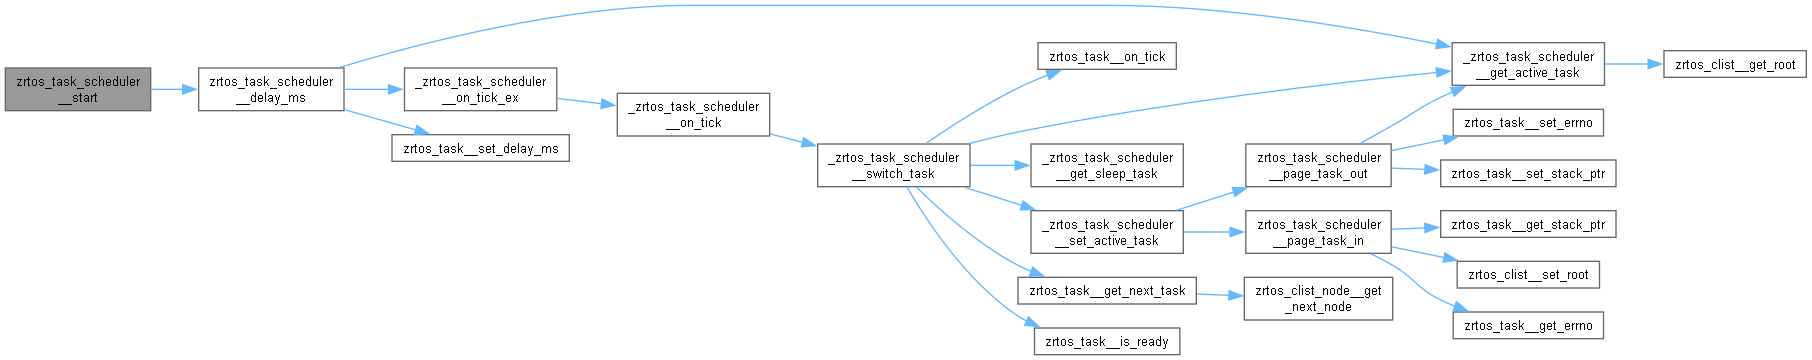 zrtos_task_scheduler
__start
zrtos_task_scheduler
__delay_ms
_zrtos_task_scheduler
__on_tick_ex
zrtos_task__set_delay_ms
_zrtos_task_scheduler
__on_tick
_zrtos_task_scheduler
__switch_task
zrtos_task__on_tick
_zrtos_task_scheduler
__get_sleep_task
_zrtos_task_scheduler
__set_active_task
zrtos_task__get_next_task
zrtos_task__is_ready
zrtos_task_scheduler
__page_task_out
zrtos_task_scheduler
__page_task_in
zrtos_clist_node__get
_next_node
_zrtos_task_scheduler
__get_active_task
zrtos_task__set_errno
zrtos_task__set_stack_ptr
zrtos_task__get_stack_ptr
zrtos_clist__set_root
zrtos_task__get_errno
zrtos_clist__get_root